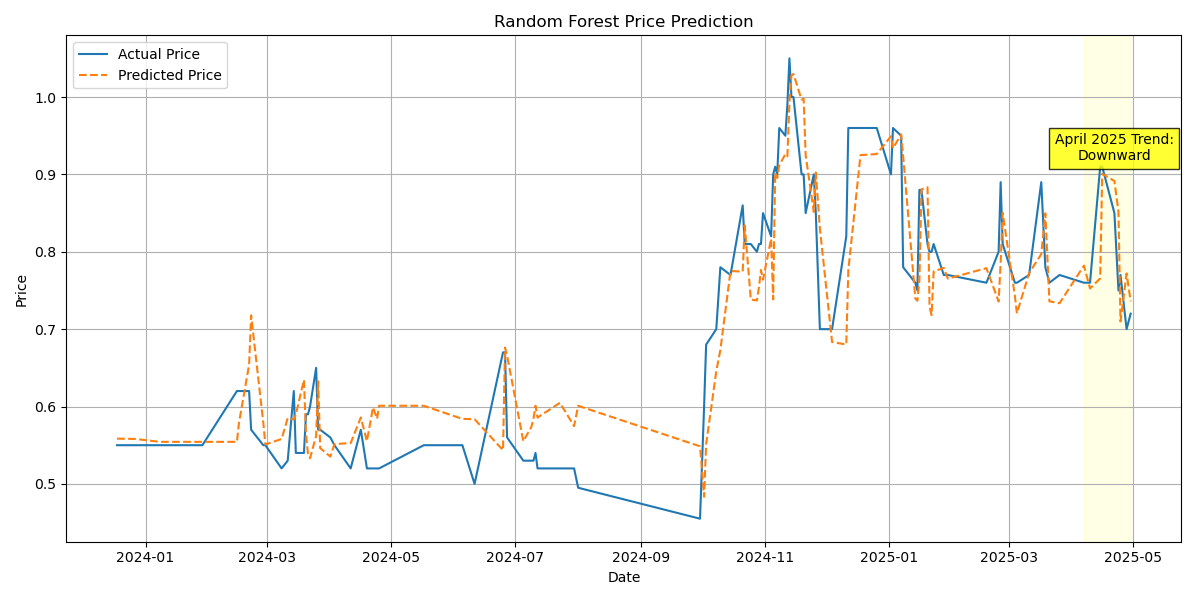 Random Forest Price Prediction
Actual Price
Predicted Price
April 2025 Trend:
Downward
Price
1.0
0.9
0.8
0.7
0.6
0.5
2024-01
2024-03
2024-05
2024-07
2024-09
2024-11
2025-01
2025-03
2025-05
Date